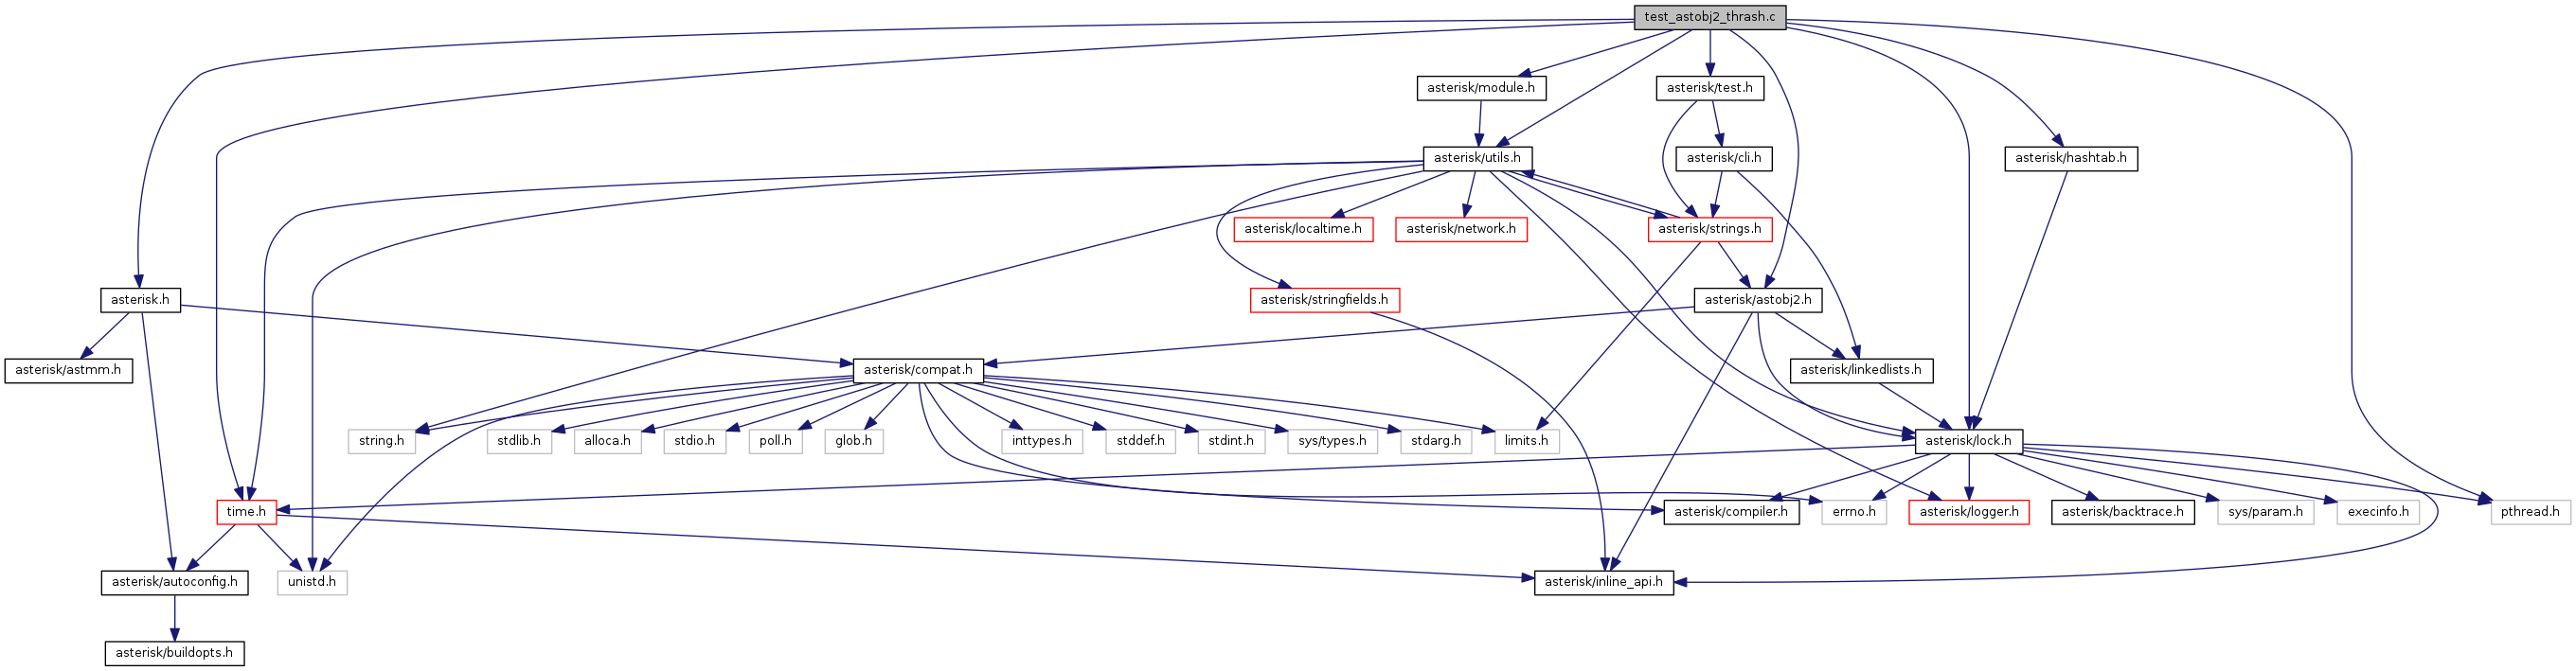 test_astobj2_thrash.c
asterisk/module.h
asterisk/test.h
asterisk/utils.h
asterisk/cli.h
asterisk/hashtab.h
asterisk/localtime.h
asterisk/network.h
asterisk/strings.h
asterisk.h
asterisk/stringfields.h
asterisk/astobj2.h
asterisk/astmm.h
asterisk/compat.h
asterisk/linkedlists.h
string.h
stdlib.h
alloca.h
stdio.h
poll.h
glob.h
inttypes.h
stddef.h
stdint.h
sys/types.h
stdarg.h
limits.h
asterisk/lock.h
time.h
asterisk/compiler.h
errno.h
asterisk/logger.h
asterisk/backtrace.h
sys/param.h
execinfo.h
pthread.h
asterisk/autoconfig.h
unistd.h
asterisk/inline_api.h
asterisk/buildopts.h